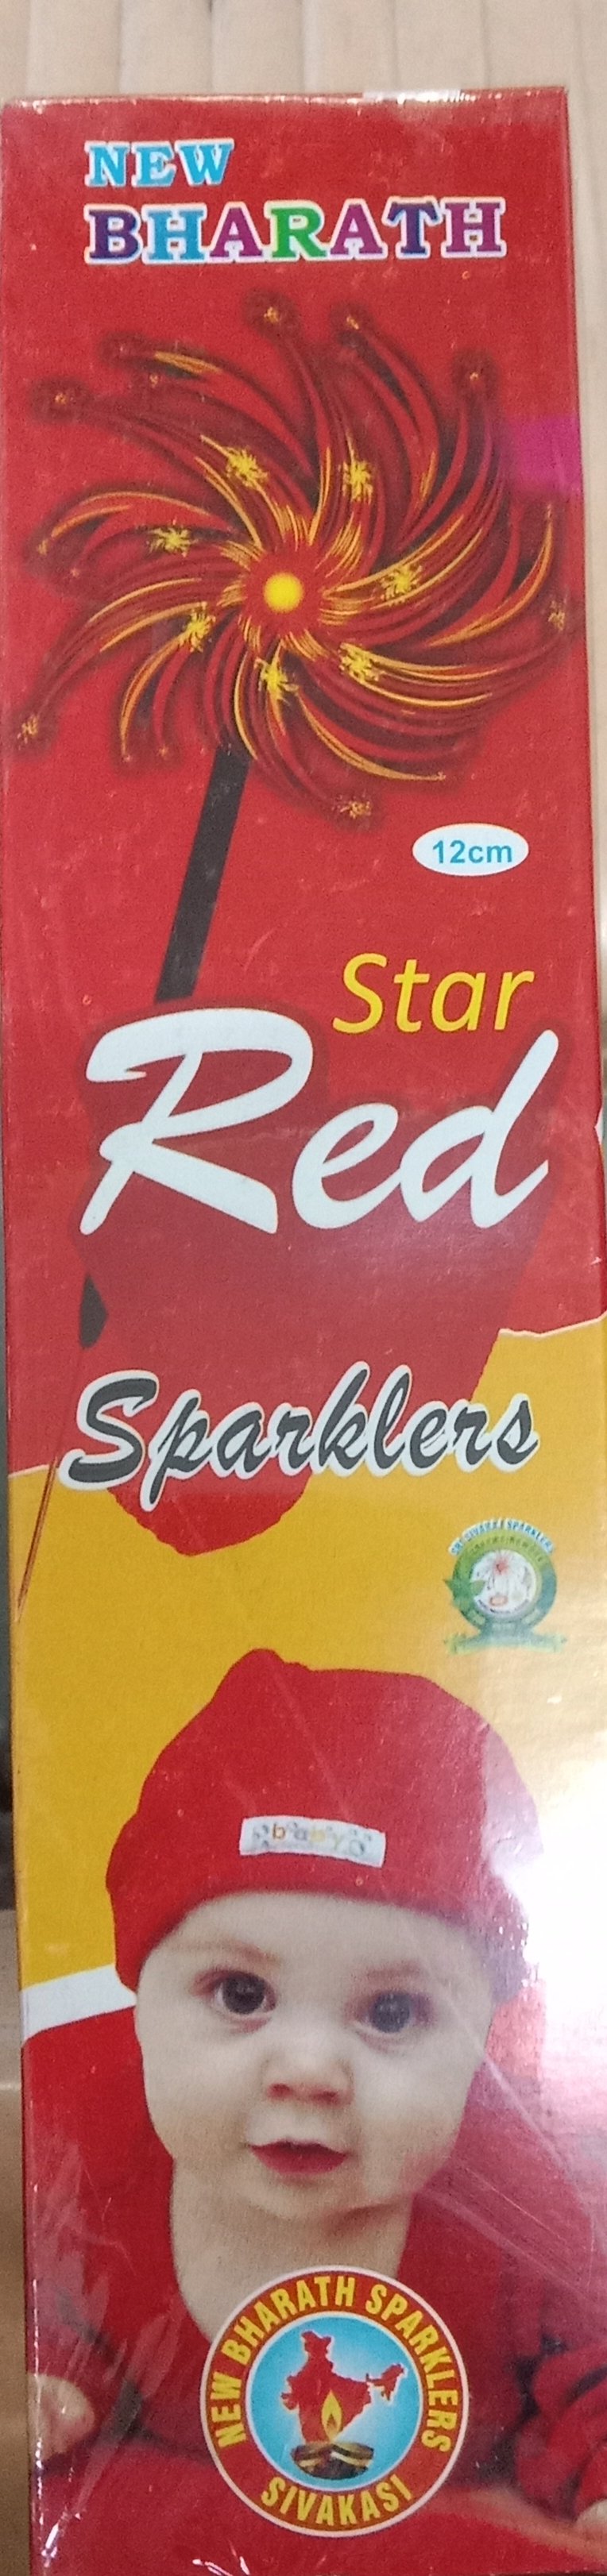 NEW
BHARATH
12cm
Star
Red
Sparklers
baby
NEW BHARATH SPARKLERS
SIVAKASI